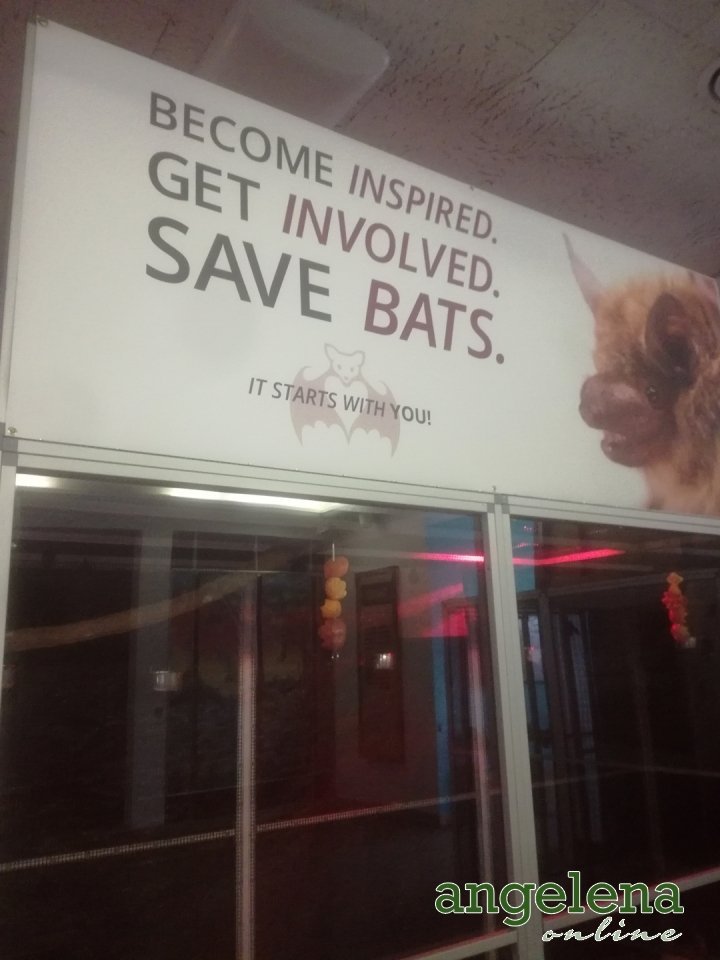 BECOME INSPIRED.
GET INVOLVED.
SAVE BATS.
IT STARTS WITH YOU!
angelena
online